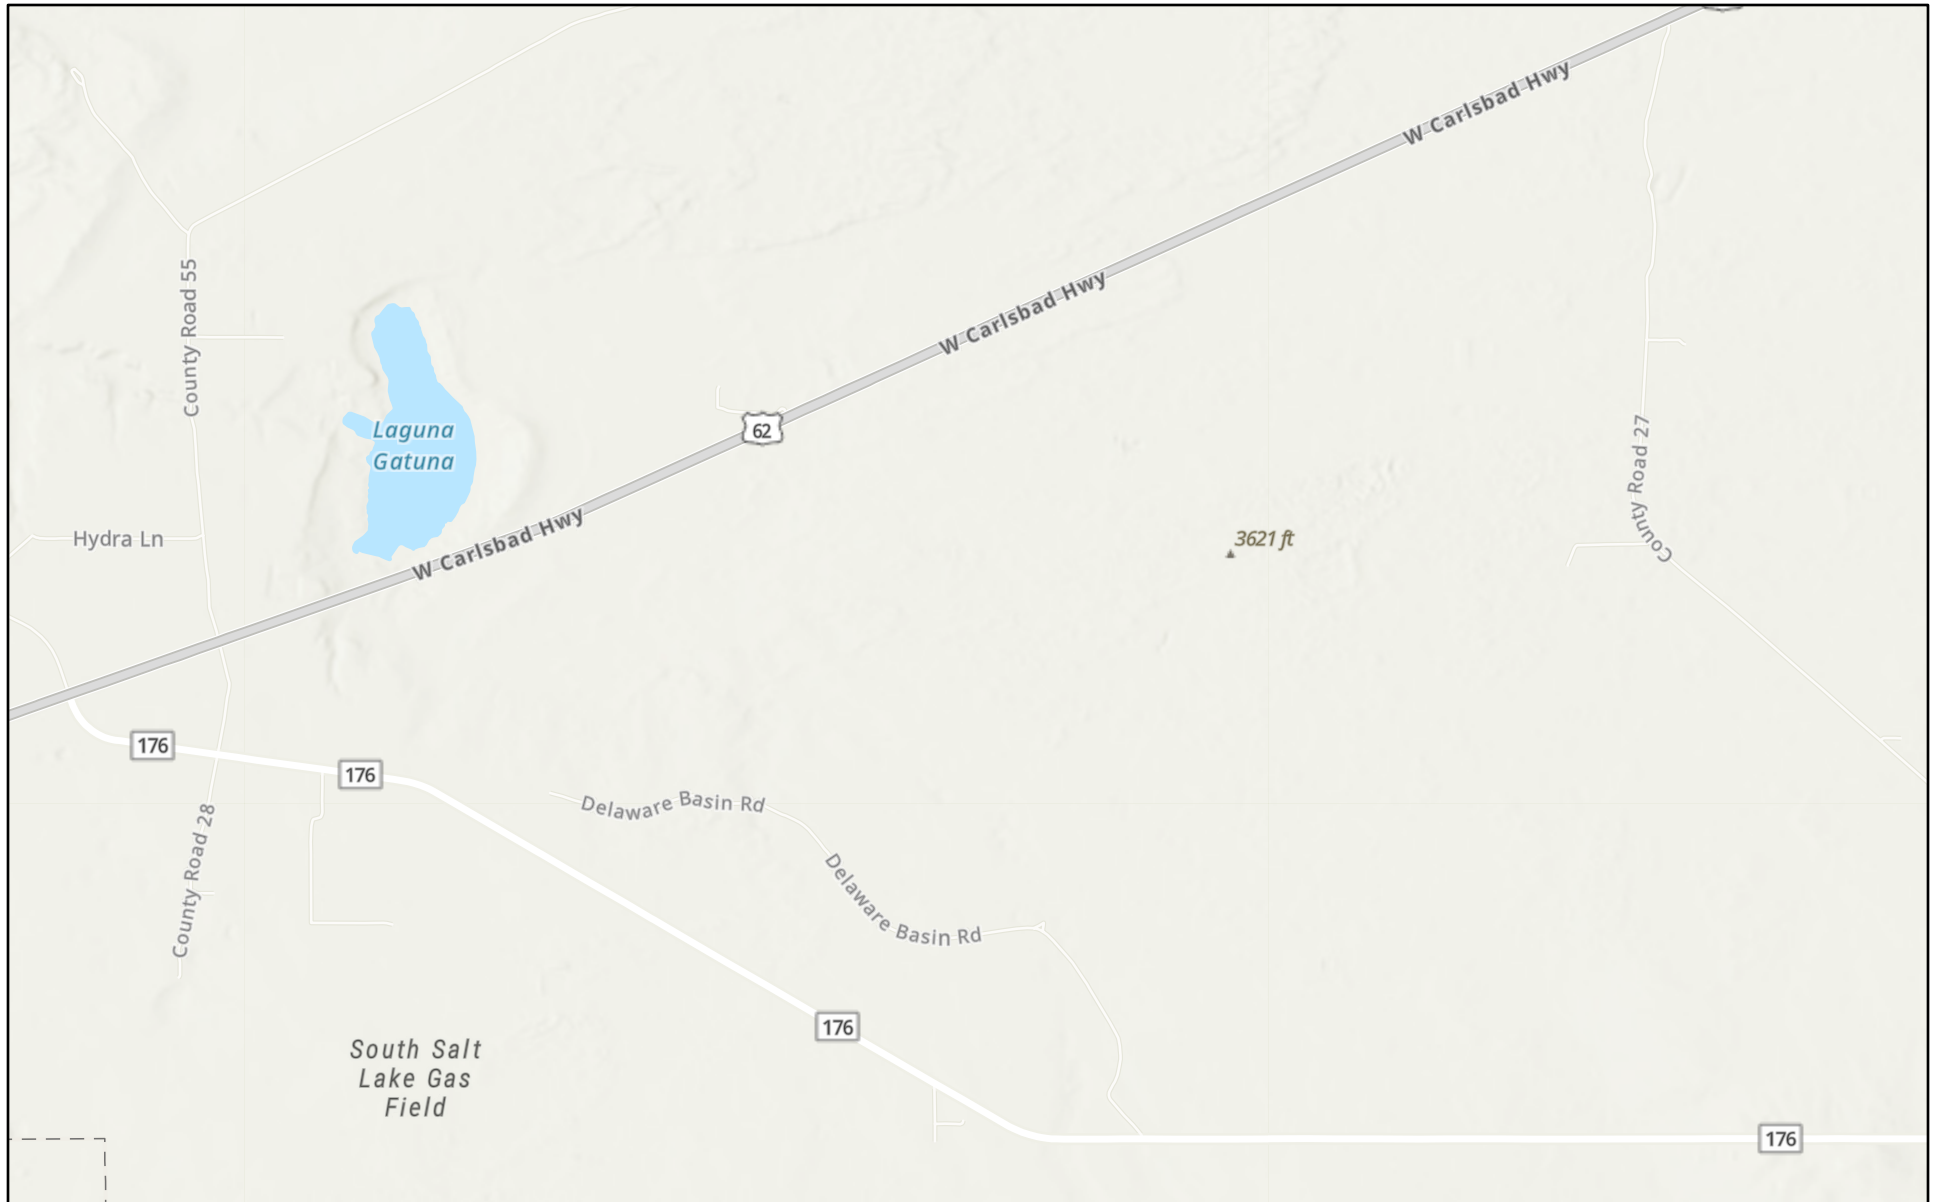 W Carlsbad Hwy
County Road 55
W Carlsbad Hwy
Laguna
Gatuna
62
County Road 27
W Carlsbad Hwy
Hydra Ln
3621 ft
176
176
Delaware Basin Rd
County Road 28
Delaware Basin Rd
176
South Salt
Lake Gas
Field
176